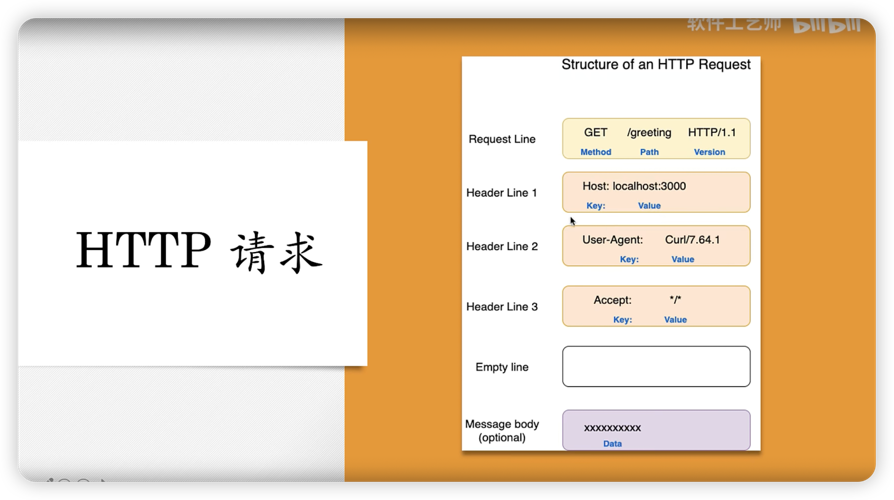 软件工艺师 bilibili
Structure of an HTTP Request
HTTP 请求
Request Line
GET /greeting HTTP/1.1
Method Path Version
Header Line 1
Host: localhost:3000
Key: Value
Header Line 2
User-Agent: Curl/7.64.1
Key: Value
Header Line 3
Accept: */*
Key: Value
Empty line
Message body
(optional)
xxxxxxxxxx
Data